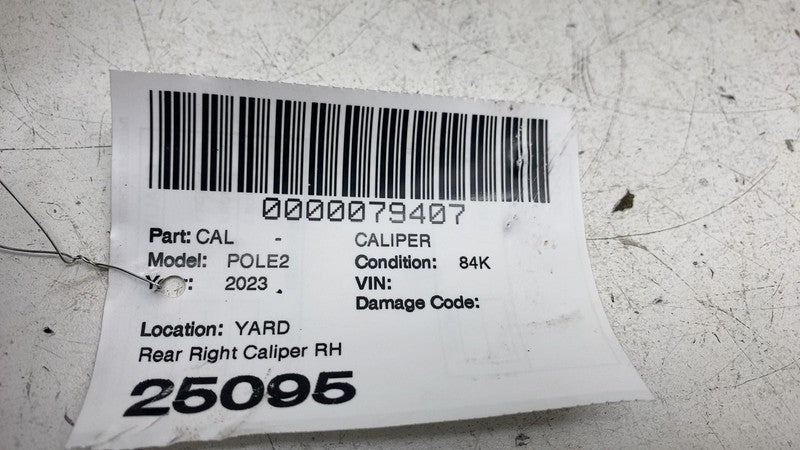 0000079407
Part: CAL - CALIPER
Model: POLE2 Condition: 84K
2023 VIN:
Damage Code:
Location: YARD
Rear Right Caliper RH
25095